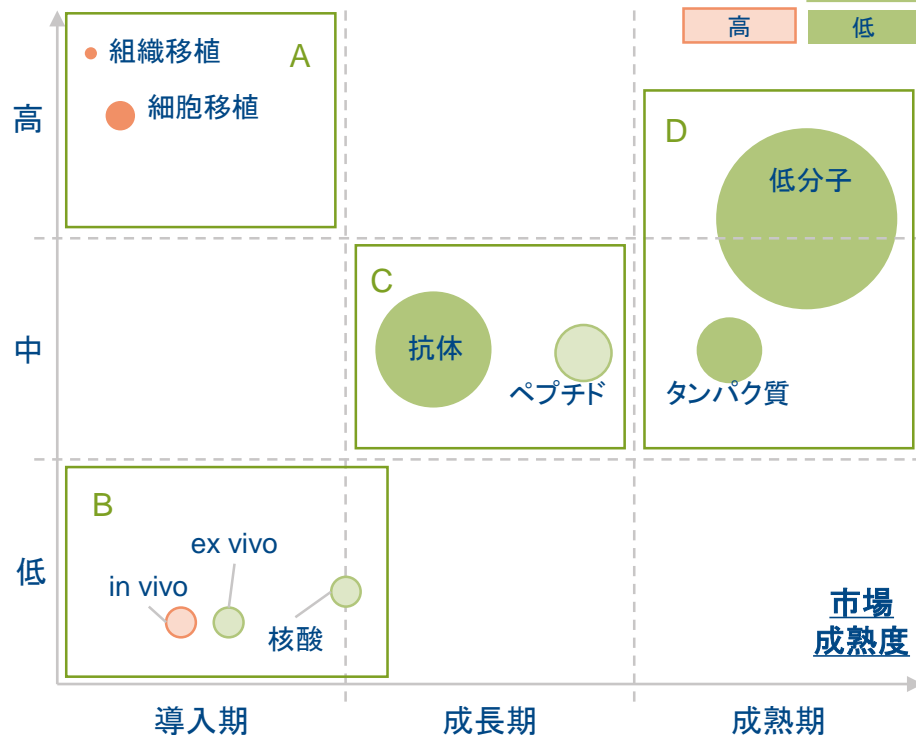 高
低
組織移植
A
細胞移植
高
D
低分子
C
抗体
中
ペプチド
タンパク質
B
ex vivo
in vivo
低
核酸
市場
成熟度
導入期
成長期
成熟期